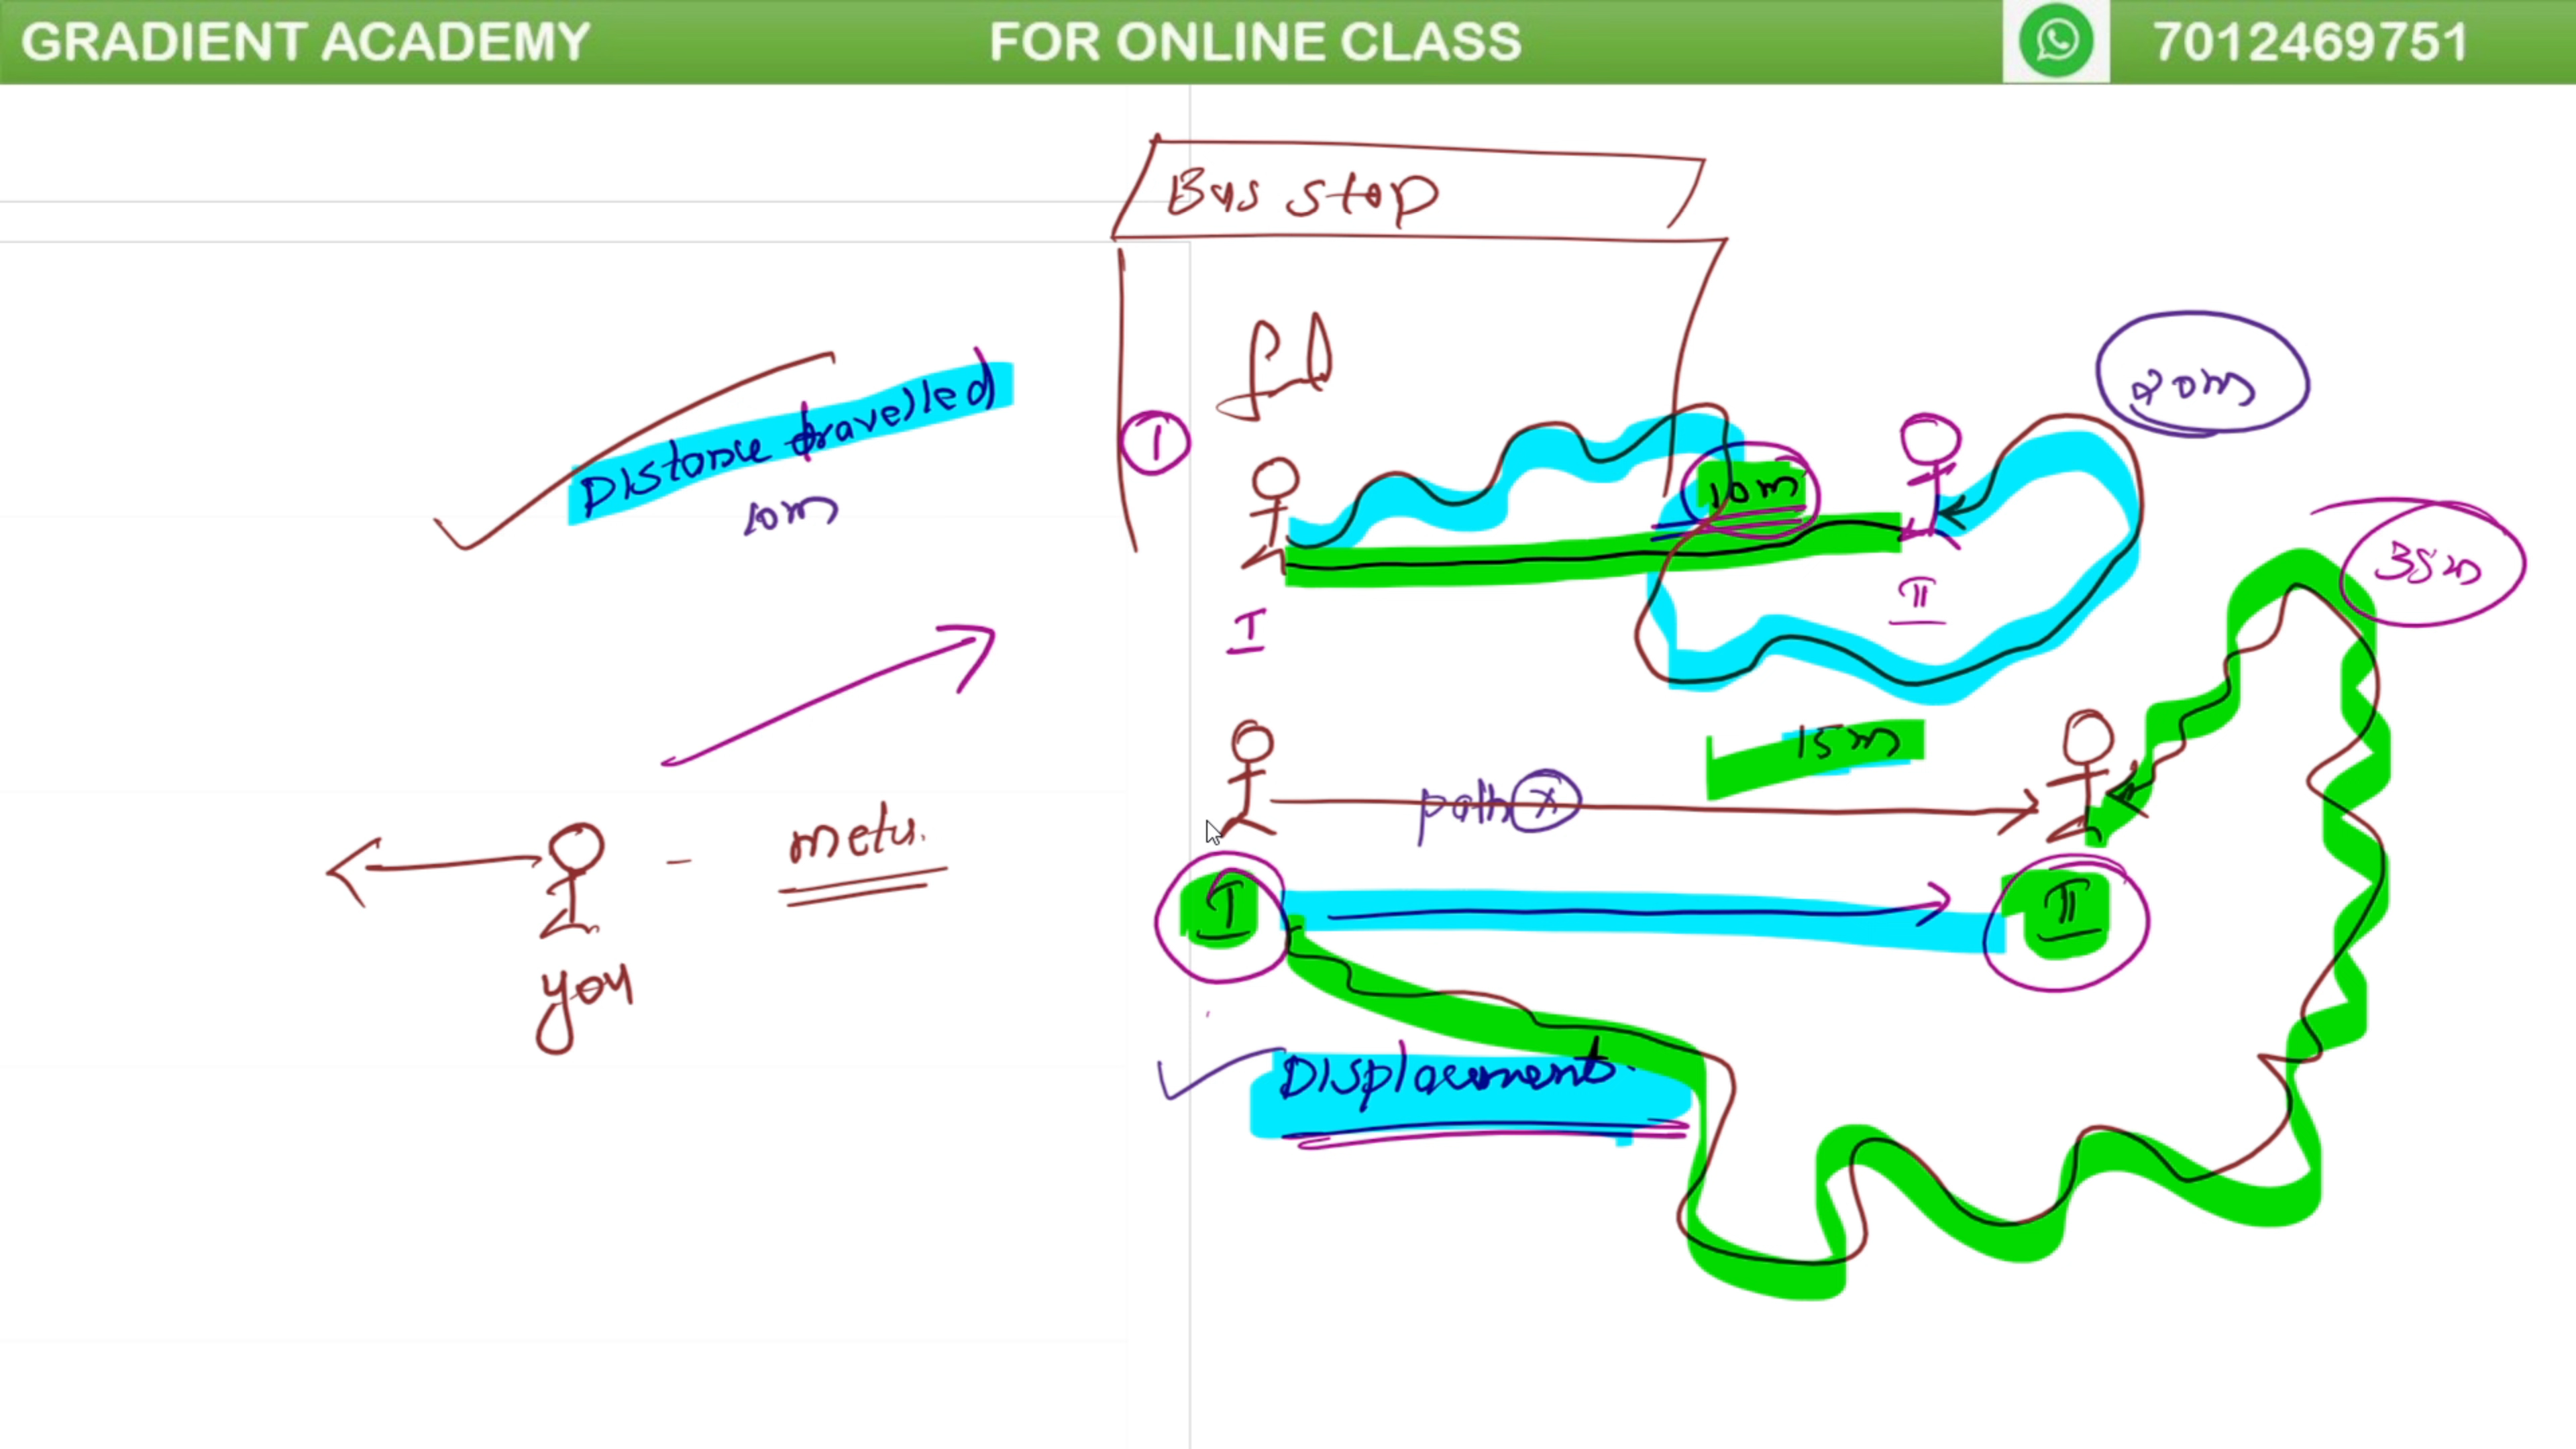 GRADIENT ACADEMY
FOR ONLINE CLASS
7012469751
Bus stop
Distance travelled
10m
I
10m
20m
I
II
35m
15m
path x
metr.
you
I
II
Displacement.